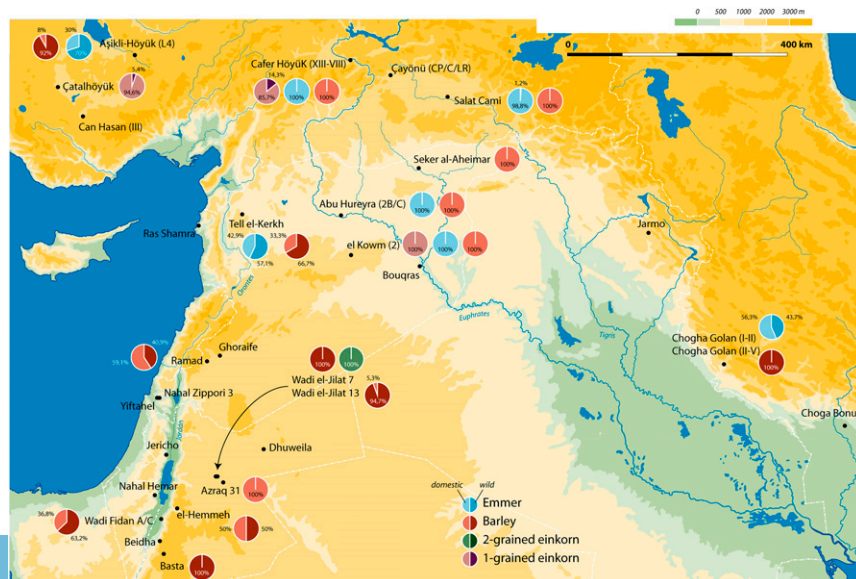 0 500 1000 2000 3000 m
0 400 km
8%
92%
30%
70%
Aşikli-Höyük (L4)
5,4%
94,6%
Çatalhöyük
Can Hasan (III)
Cafer HöyüK (XIII-VIII)
14,3%
85,7%
100%
100%
Çayönü (CP/C/LR)
Salat Cami
1,2%
98,8%
100%
Seker al-Aheimar
100%
Abu Hureyra (2B/C)
100%
100%
Tell el-Kerkh
42,9%
57,1%
33,3%
66,7%
Ras Shamra
el Kowm (2)
100%
100%
100%
Bouqras
Jarmo
Orontes
Euphrates
Tigris
56,3%
43,7%
Chogha Golan (I-II)
Chogha Golan (II-V)
100%
40,9%
59,1%
Ghoraife
Ramad
Nahal Zippori 3
Yiftahel
100%
100%
Wadi el-Jilat 7
Wadi el-Jilat 13
5,3%
94,7%
Choga Bonu
Jordan
Jericho
Dhuweila
Nahal Hemar
Azraq 31
100%
36,8%
63,2%
Wadi Fidan A/C
el-Hemmeh
50%
50%
Beidha
Basta
100%
domestic wild
Emmer
Barley
2-grained einkorn
1-grained einkorn